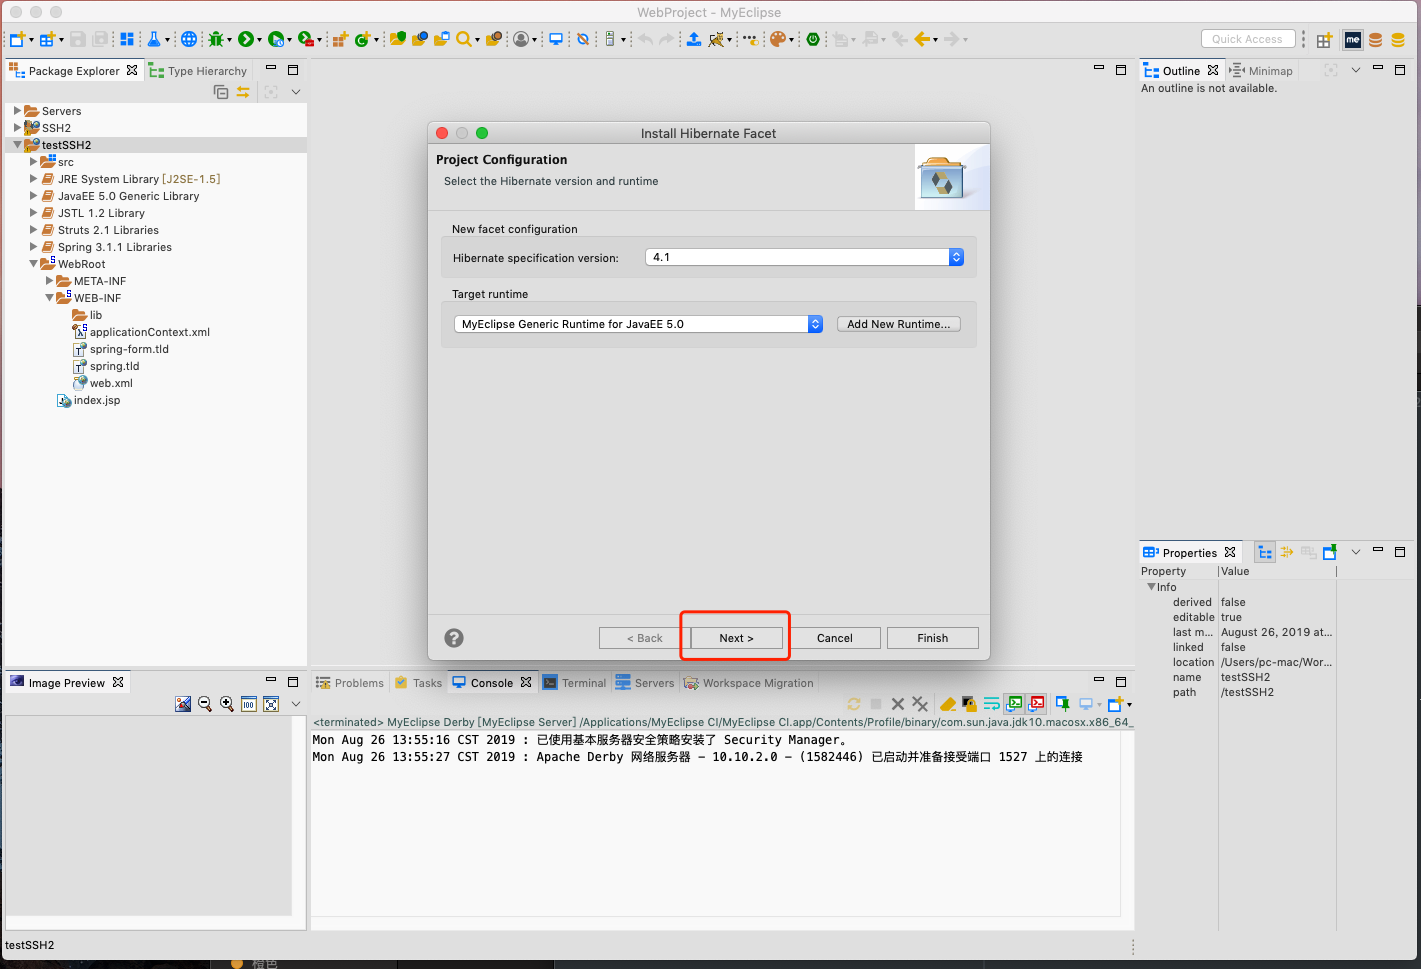 WebProject - MyEclipse
Quick Access
me
Package Explorer
Type Hierarchy
Servers
SSH2
testSSH2
src
JRE System Library [J2SE-1.5]
JavaEE 5.0 Generic Library
JSTL 1.2 Library
Struts 2.1 Libraries
Spring 3.1.1 Libraries
WebRoot
META-INF
WEB-INF
lib
applicationContext.xml
spring-form.tld
spring.tld
web.xml
index.jsp
Install Hibernate Facet
Project Configuration
Select the Hibernate version and runtime
New facet configuration
Hibernate specification version:
4.1
Target runtime
MyEclipse Generic Runtime for JavaEE 5.0
Add New Runtime...
?
< Back
Next >
Cancel
Finish
Outline
Minimap
An outline is not available.
Properties
Property
Value
Info
derived false
editable true
last m... August 26, 2019 at...
linked false
location /Users/pc-mac/Wor...
name testSSH2
path /testSSH2
Image Preview
100
Problems
Tasks
Console
Terminal
Servers
Workspace Migration
<terminated> MyEclipse Derby [MyEclipse Server] /Applications/MyEclipse CI/MyEclipse CI.app/Contents/Profile/binary/com.sun.java.jdk10.macosx.x86_64_
Mon Aug 26 13:55:16 CST 2019 : 已使用基本服务器安全策略安装了 Security Manager。
Mon Aug 26 13:55:27 CST 2019 : Apache Derby 网络服务器 - 10.10.2.0 - (1582446) 已启动并准备接受端口 1527 上的连接
testSSH2
橙色